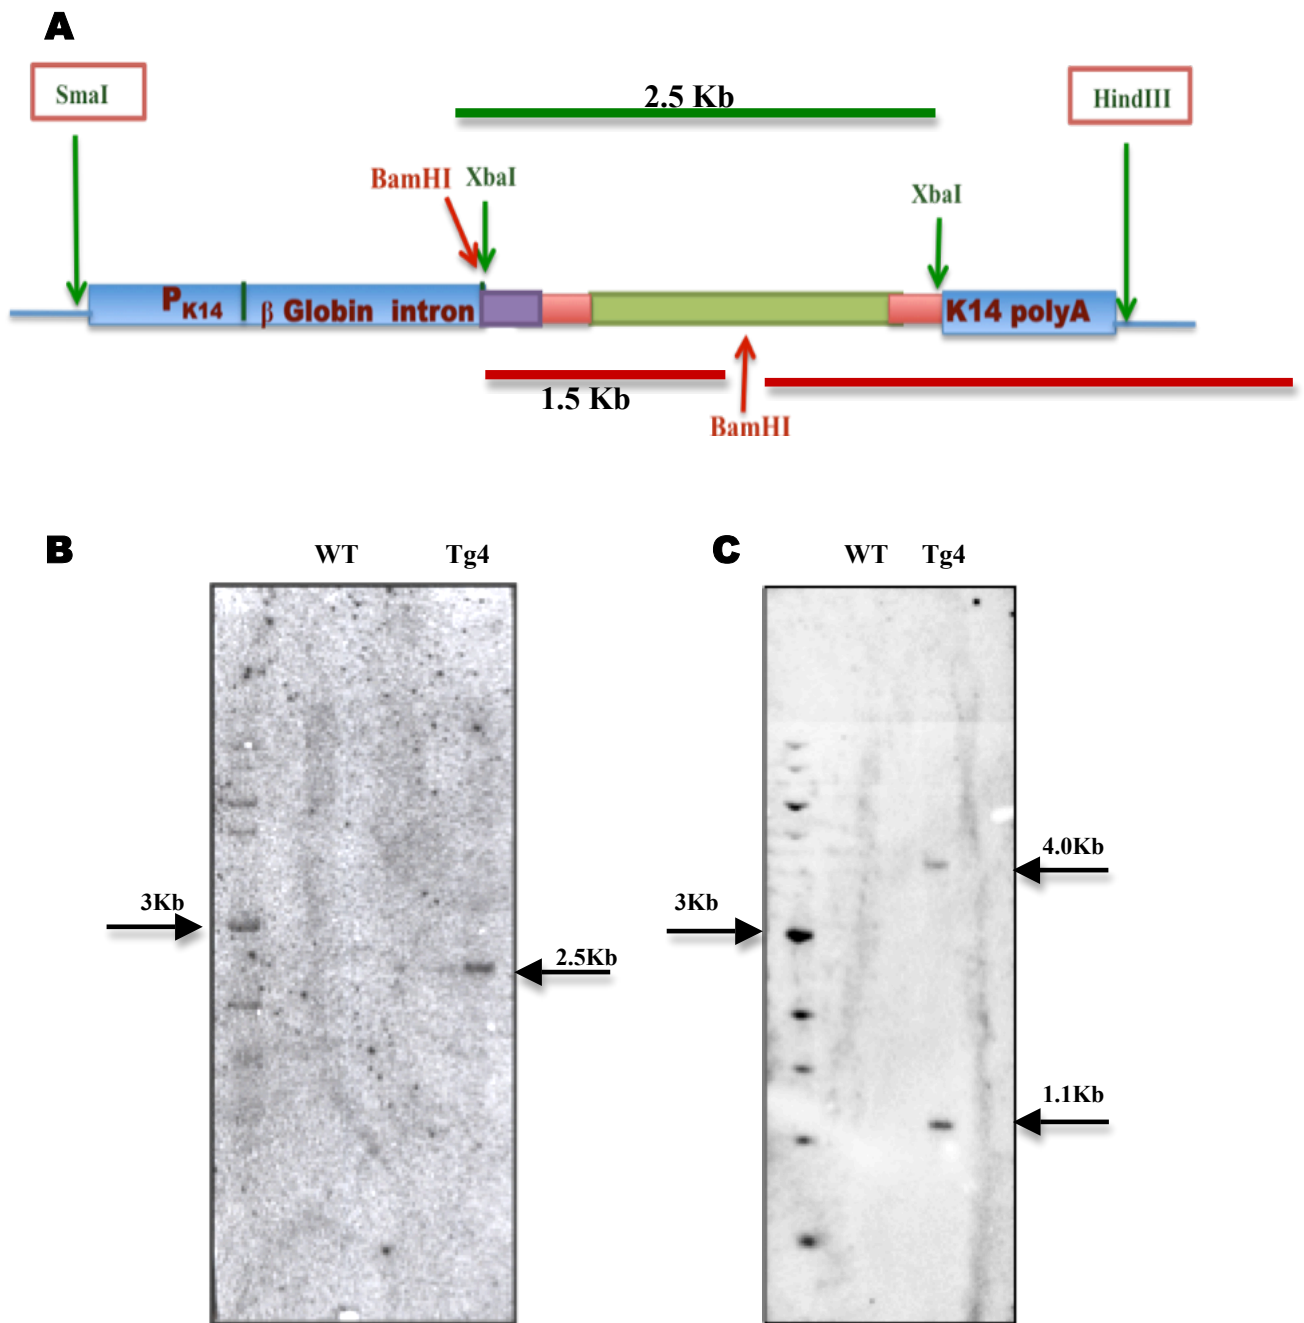 A
SmaI
2.5 Kb
HindIII
BamHI XbaI
XbaI
PK14
β Globin intron
K14 polyA
1.5 Kb
BamHI
B
WT Tg4
3Kb
2.5Kb
C
WT Tg4
3Kb
4.0Kb
1.1Kb